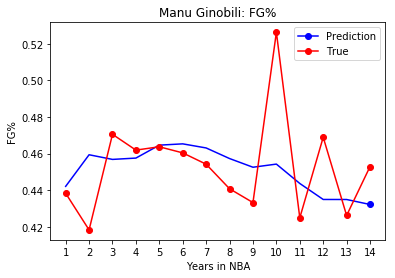 Manu Ginobili: FG%
Prediction
True
0.52
0.50
0.48
0.46
0.44
0.42
FG%
1 2 3 4 5 6 7 8 9 10 11 12 13 14
Years in NBA